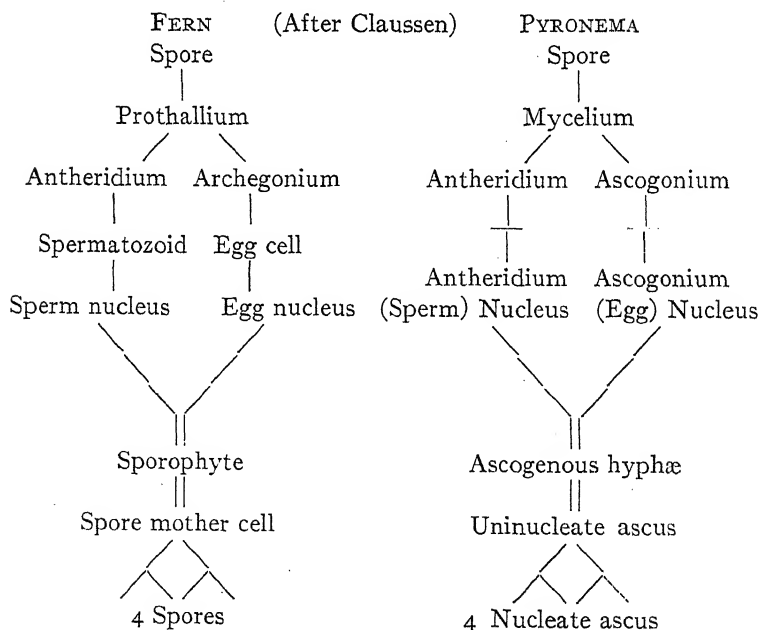 FERN (After Claussen) PYRONEMA
Spore Spore
Prothallium Mycelium
Antheridium Archegonium Antheridium Ascogonium
Spermatozoid Egg cell
Antheridium Ascogonium
Sperm nucleus Egg nucleus (Sperm) Nucleus (Egg) Nucleus
Sporophyte Ascogenous hyphæ
Spore mother cell Uninucleate ascus
4 Spores 4 Nucleate ascus